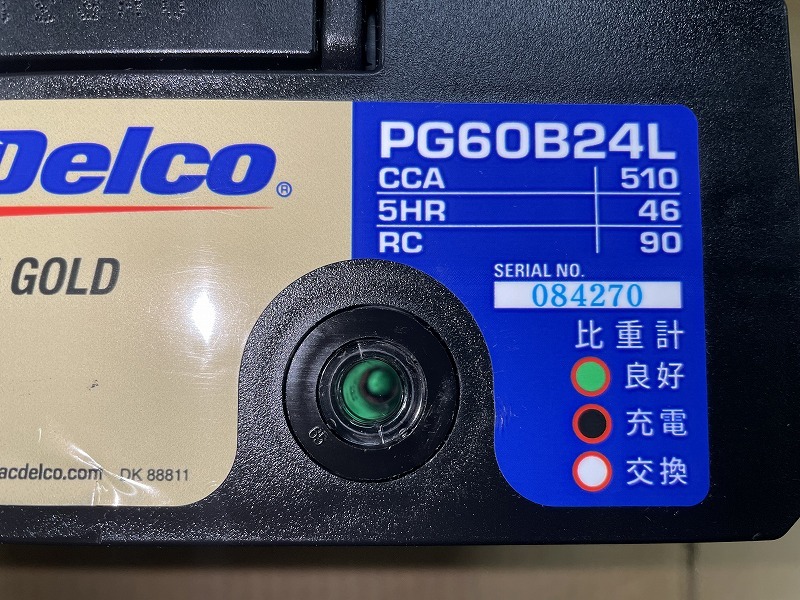 Delco®
GOLD
PG60B24L
CCA 510
5HR 46
RC 90
SERIAL NO.
084270
比重計
良好
充電
交換
acdelco.com DK 88811